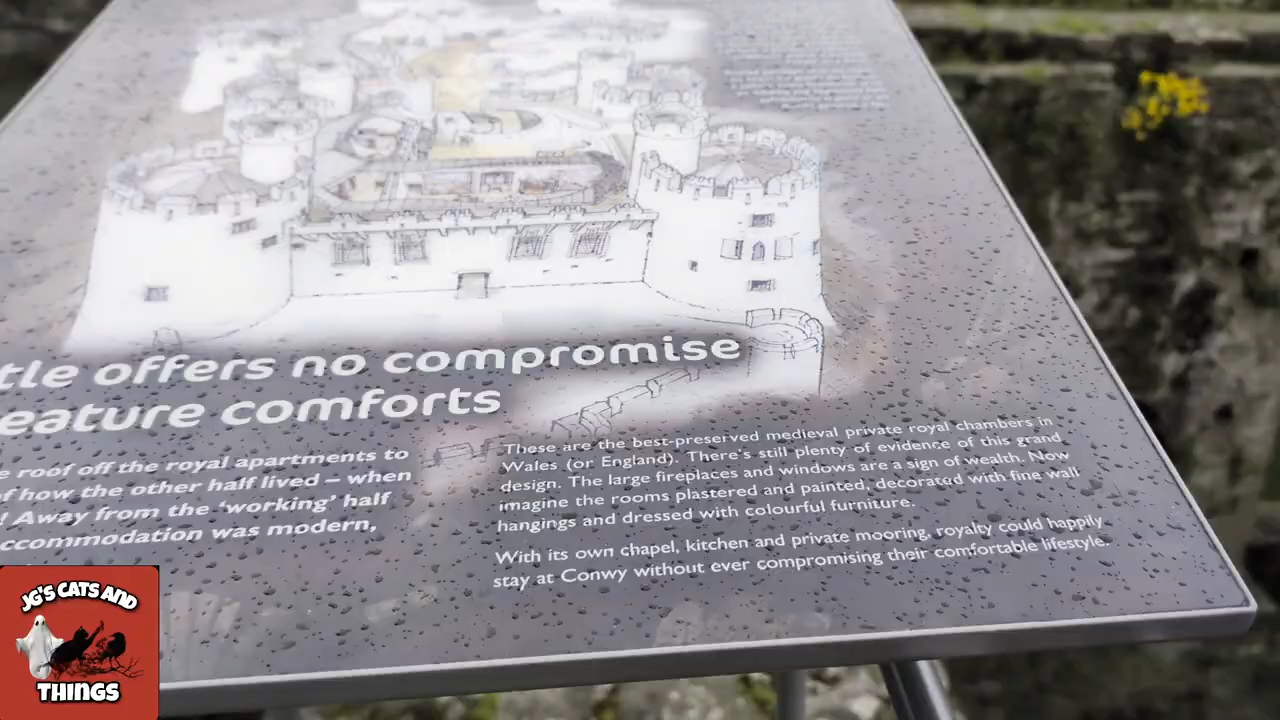 tle offers no compromise
eature comforts
e roof off the royal apartments to
f how the other half lived – when
! Away from the 'working' half
ccommodation was modern,
These are the best-preserved medieval private royal chambers in
Wales (or England). There's still plenty of evidence of this grand
design. The large fireplaces and windows are a sign of wealth. Now
imagine the rooms plastered and painted, decorated with fine wall
hangings and dressed with colourful furniture.
With its own chapel, kitchen and private mooring, royalty could happily
stay at Conwy without ever compromising their comfortable lifestyle.
JG'S CATS AND
THINGS